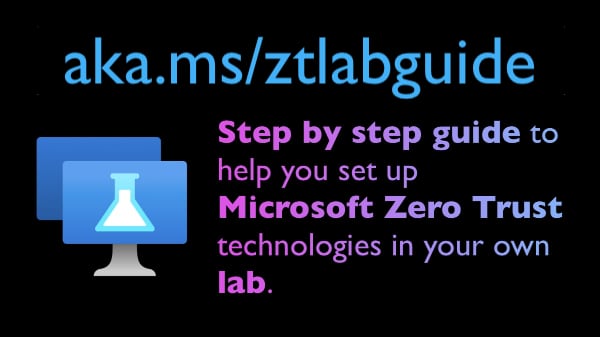 aka.ms/ztlabguide
Step by step guide to
help you set up
Microsoft Zero Trust
technologies in your own
lab.